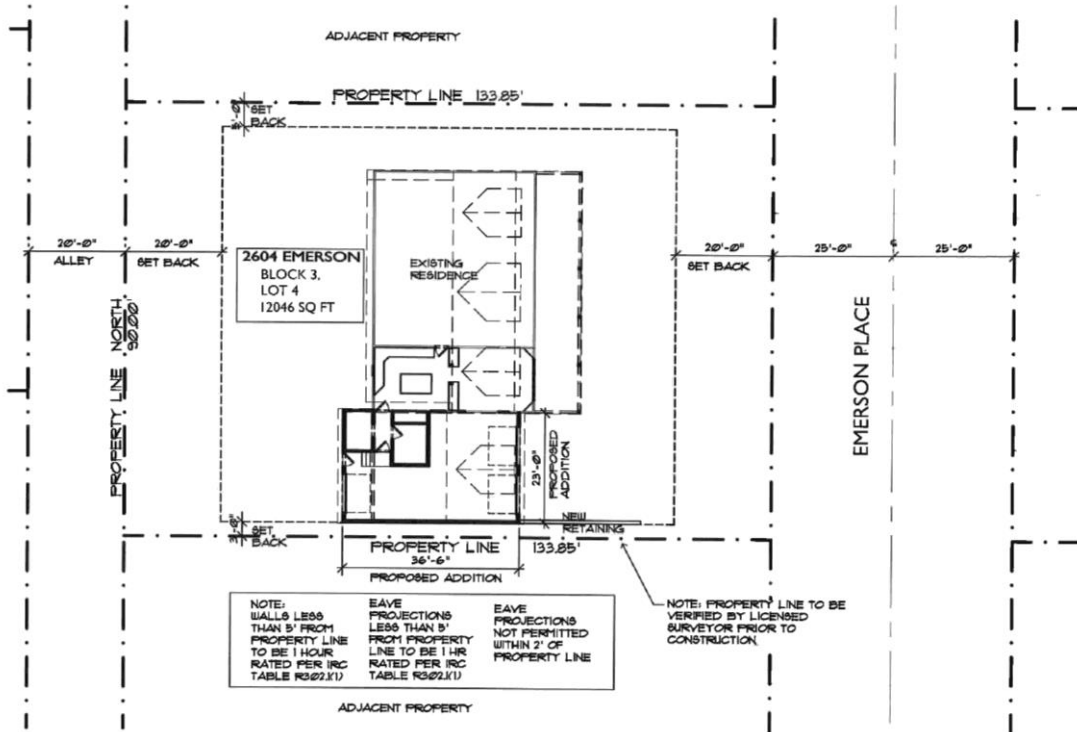 ADJACENT PROPERTY
PROPERTY LINE 133.85'
5'-0"
SET
BACK
20'-0"
ALLEY
20'-0"
SET BACK
2604 EMERSON
BLOCK 3,
LOT 4
12046 SQ FT
EXISTING
RESIDENCE
20'-0"
SET BACK
25'-0"
25'-0"
PROPERTY LINE NORTH
90.00'
EMERSON PLACE
23'-0"
PROPOSED
ADDITION
NEW
RETAINING
3'-0"
SET
BACK
PROPERTY LINE 133.85'
36'-6"
PROPOSED ADDITION
NOTE:
WALLS LESS
THAN 5' FROM
PROPERTY LINE
TO BE 1 HOUR
RATED PER IRC
TABLE R302.1(1)
EAVE
PROJECTIONS
LESS THAN 5'
FROM PROPERTY
LINE TO BE 1 HR
RATED PER IRC
TABLE R302.1(1)
EAVE
PROJECTIONS
NOT PERMITTED
WITHIN 2' OF
PROPERTY LINE
NOTE: PROPERTY LINE TO BE
VERIFIED BY LICENSED
SURVEYOR PRIOR TO
CONSTRUCTION
ADJACENT PROPERTY